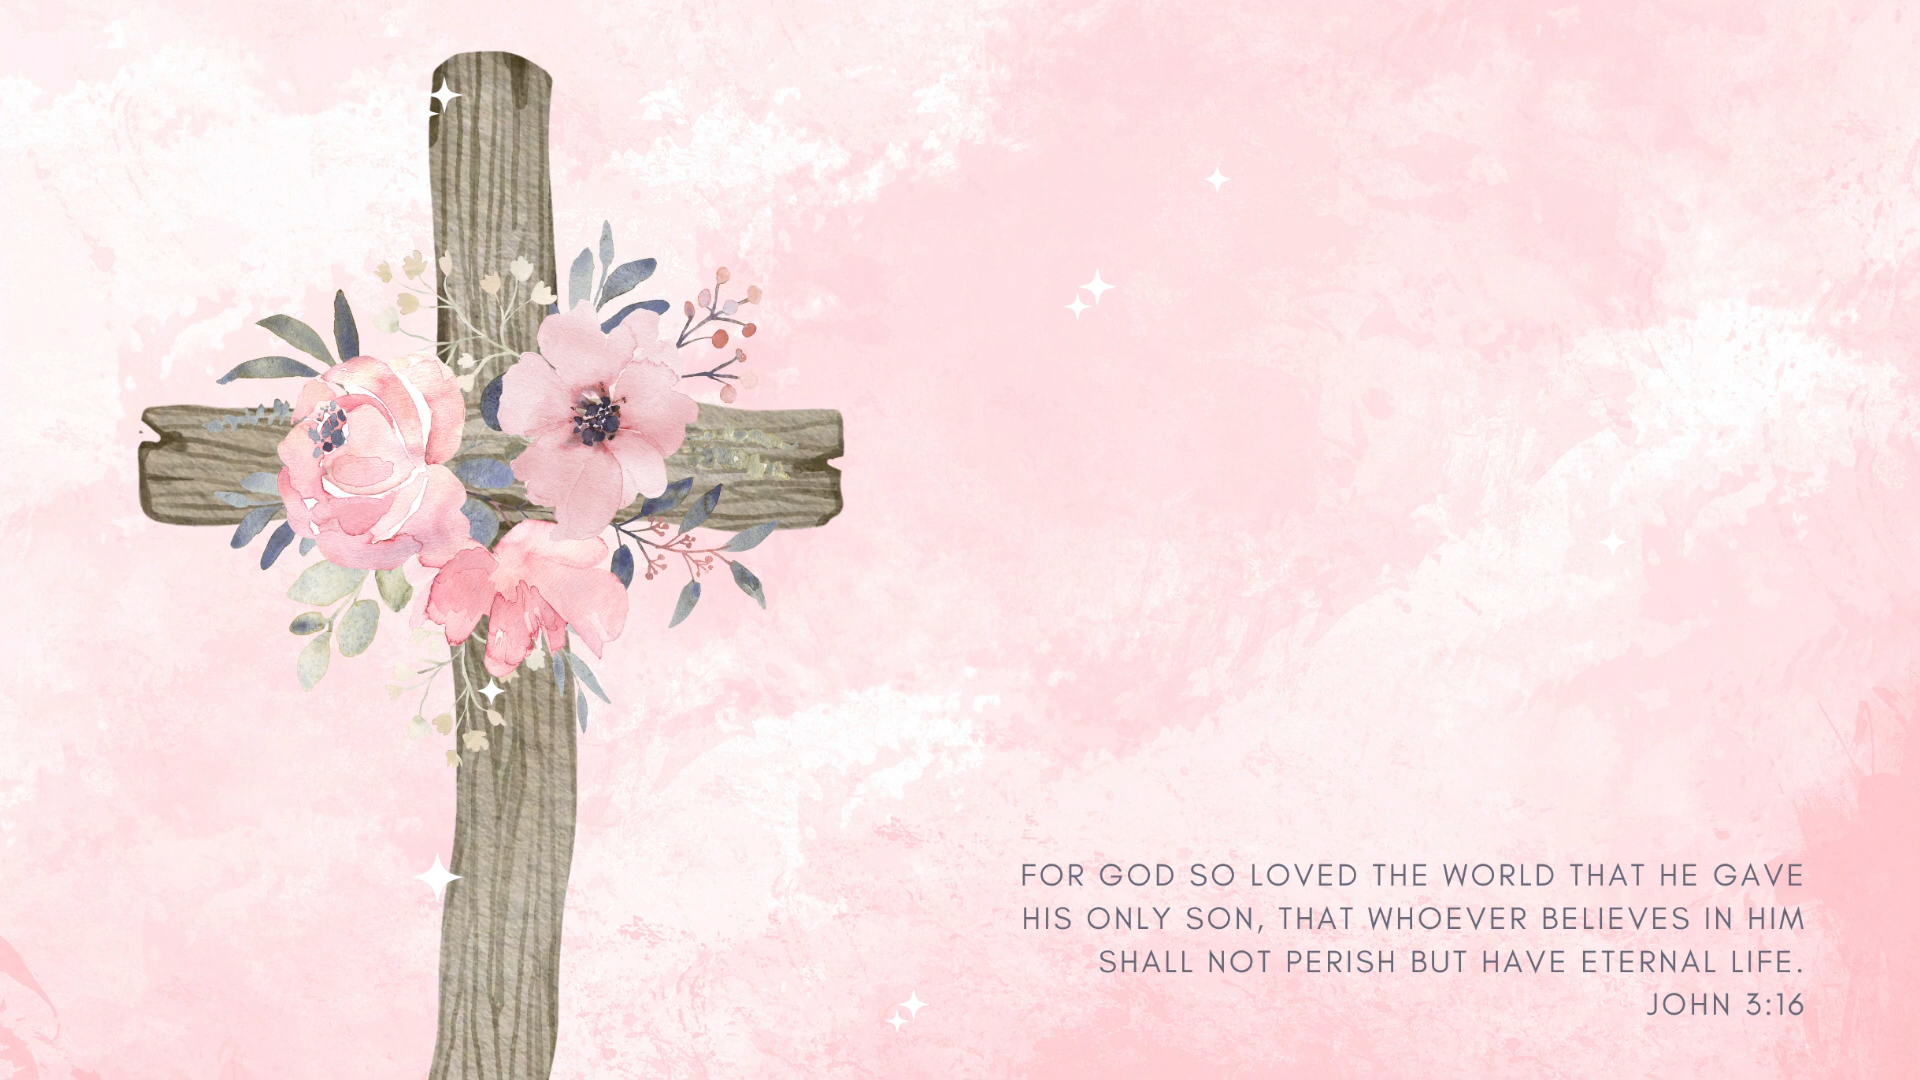 FOR GOD SO LOVED THE WORLD THAT HE GAVE
HIS ONLY SON, THAT WHOEVER BELIEVES IN HIM
SHALL NOT PERISH BUT HAVE ETERNAL LIFE.
JOHN 3:16